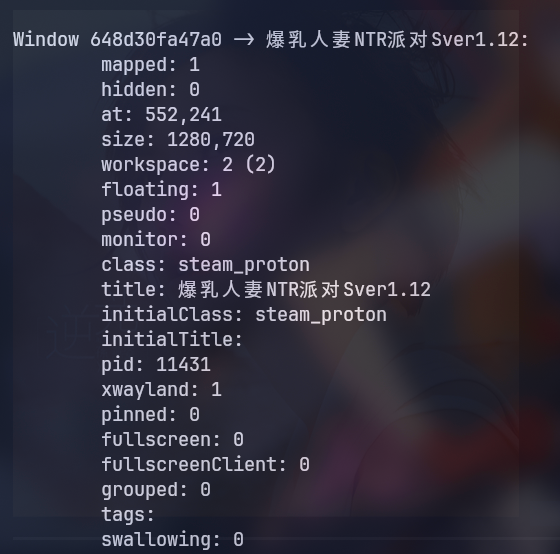 Window 648d30fa47a0 -> 爆乳人妻NTR派对Sver1.12:
mapped: 1
hidden: 0
at: 552,241
size: 1280,720
workspace: 2 (2)
floating: 1
pseudo: 0
monitor: 0
class: steam_proton
title: 爆乳人妻NTR派对Sver1.12
initialClass: steam_proton
initialTitle:
pid: 11431
xwayland: 1
pinned: 0
fullscreen: 0
fullscreenClient: 0
grouped: 0
tags:
swallowing: 0